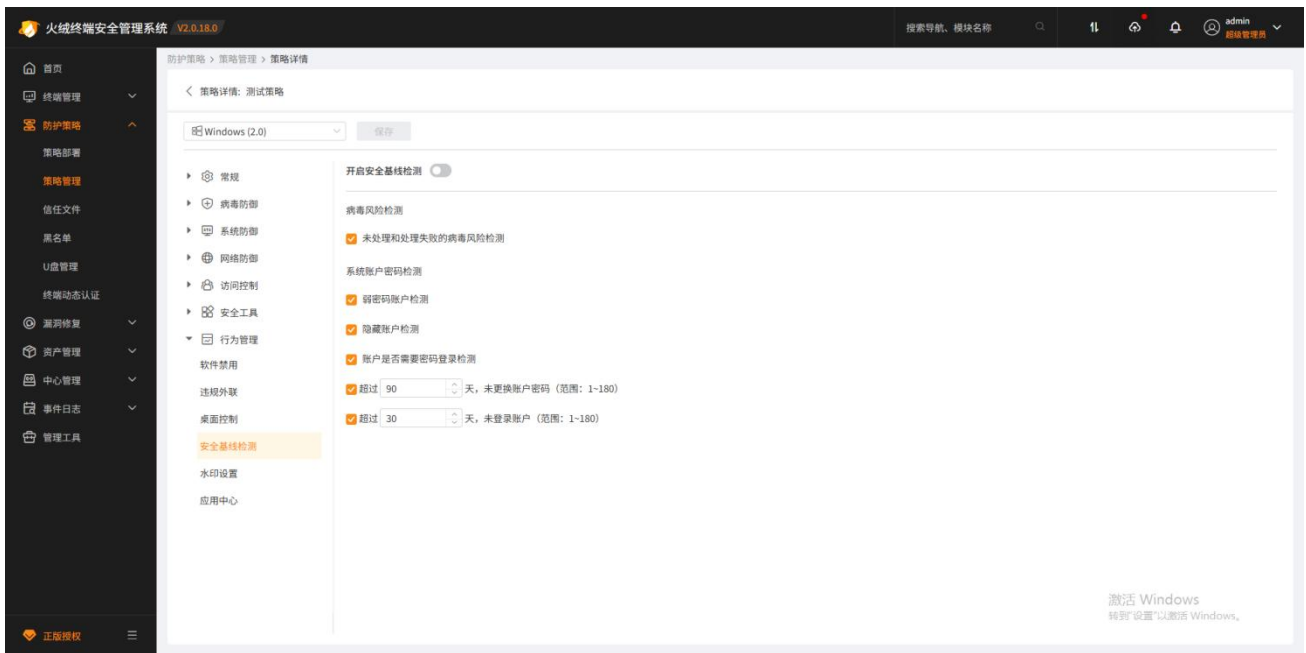 火绒终端安全管理系统 V2.0.18.0
搜索导航、模块名称
admin
超级管理员
首页
终端管理
防护策略
策略部署
策略管理
信任文件
黑名单
U盘管理
终端动态认证
漏洞修复
资产管理
中心管理
事件日志
管理工具
正版授权
防护策略 > 策略管理 > 策略详情
策略详情: 测试策略
Windows (2.0)
保存
常规
病毒防御
系统防御
网络防御
访问控制
安全工具
行为管理
软件禁用
违规外联
桌面控制
安全基线检测
水印设置
应用中心
开启安全基线检测
病毒风险检测
未处理和处理失败的病毒风险检测
系统账户密码检测
弱密码账户检测
隐藏账户检测
账户是否需要密码登录检测
超过 90 天，未更换账户密码（范围：1~180）
超过 30 天，未登录账户（范围：1~180）
激活 Windows
转到"设置"以激活 Windows。